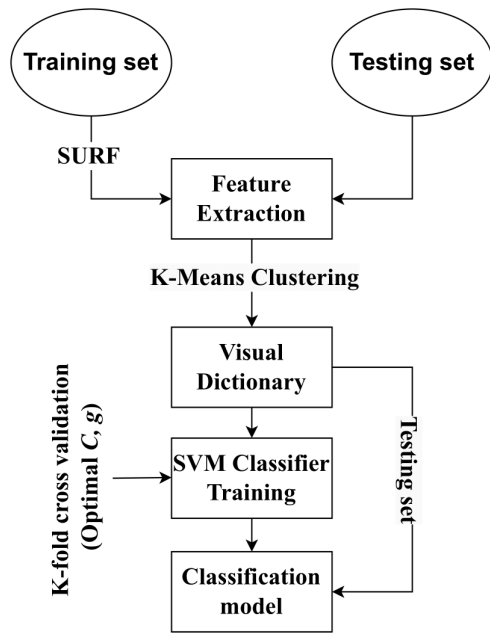 Training set
Testing set
SURF
Feature
Extraction
K-Means Clustering
Visual
Dictionary
K-fold cross validation
(Optimal C, g)
SVM Classifier
Training
Testing set
Classification
model